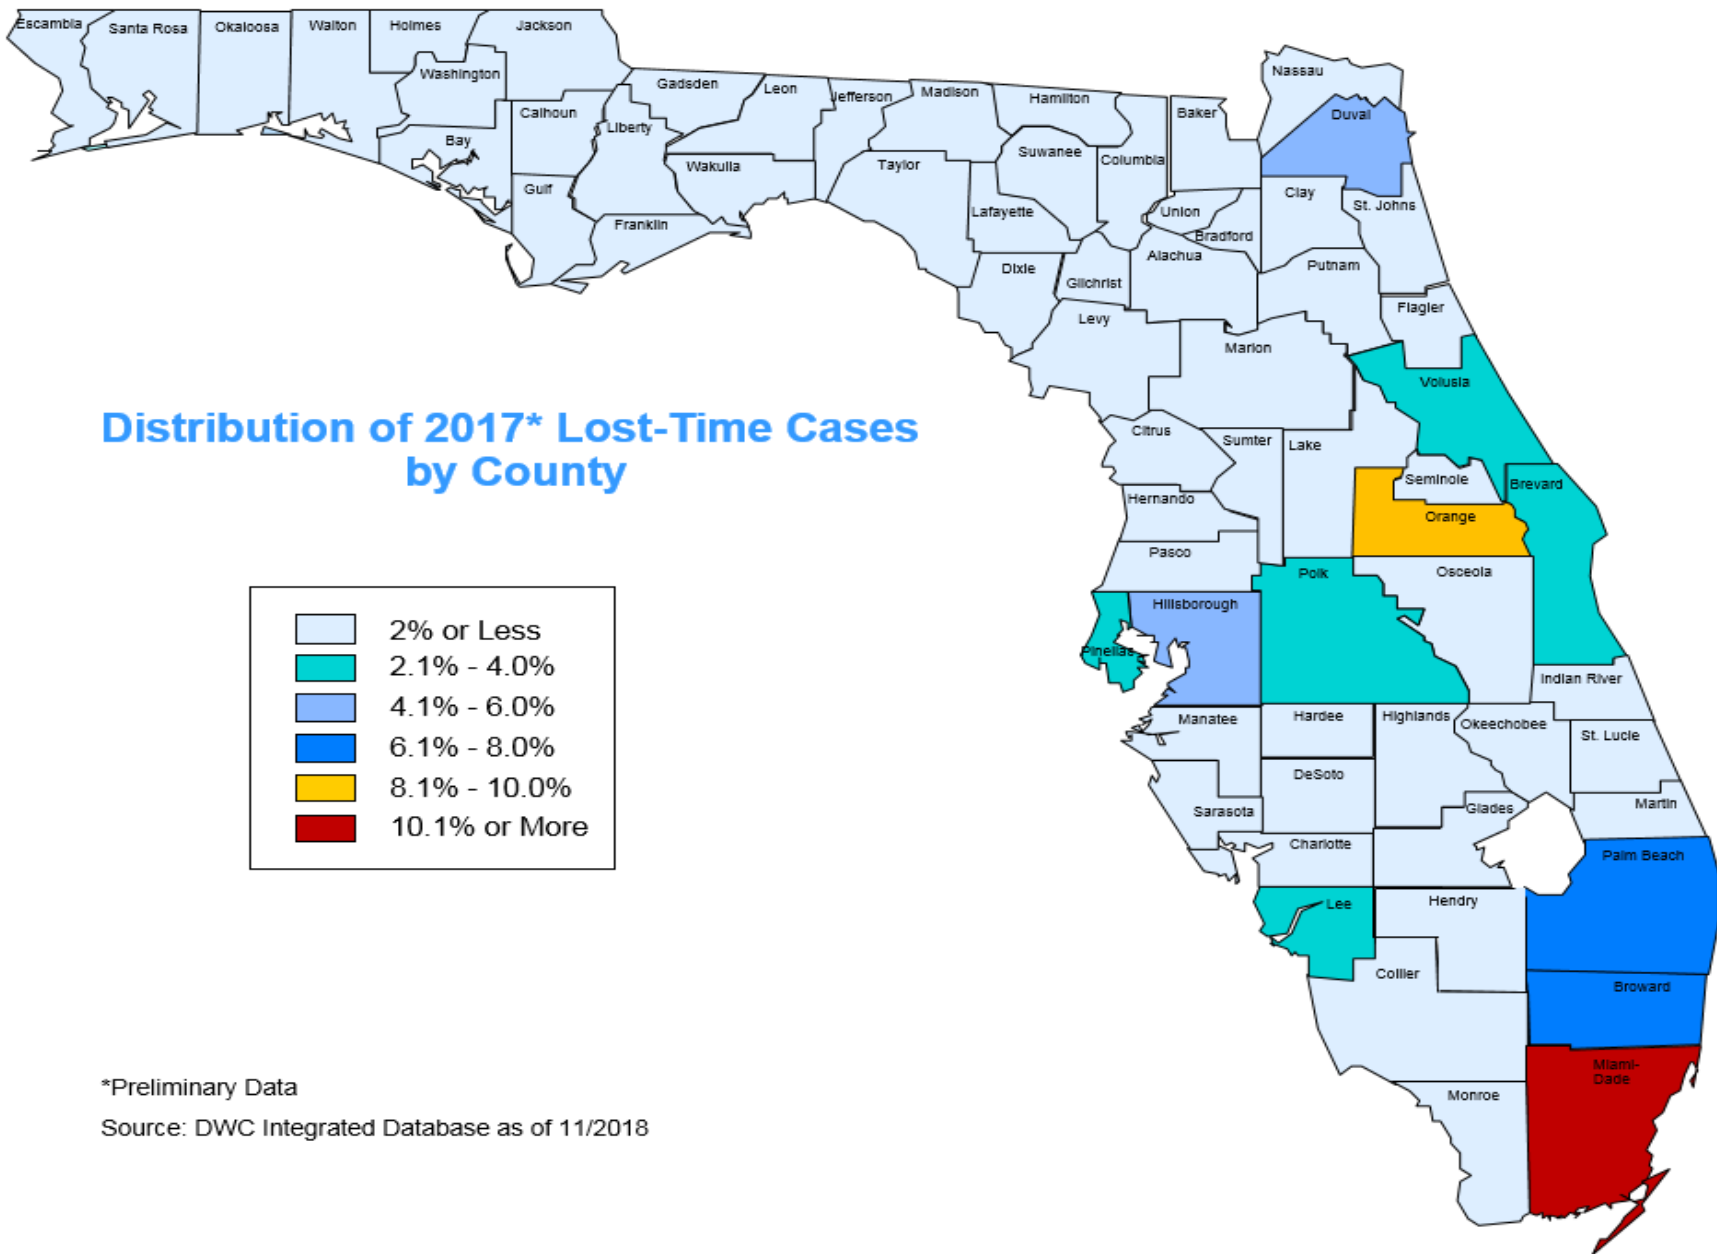 Escambia
Santa Rosa
Okaloosa
Walton
Holmes
Jackson
Washington
Bay
Calhoun
Gulf
Liberty
Gadsden
Franklin
Leon
Wakulla
Jefferson
Madison
Taylor
Hamilton
Suwanee
Lafayette
Columbia
Dixie
Gilchrist
Baker
Union
Bradford
Alachua
Levy
Nassau
Duval
Clay
St. Johns
Putnam
Flagler
Marion
Volusia
Citrus
Sumter
Lake
Seminole
Orange
Brevard
Hernando
Pasco
Polk
Osceola
Hillsborough
Pinellas
Indian River
Manatee
Hardee
Highlands
Okeechobee
St. Lucie
DeSoto
Sarasota
Glades
Martin
Charlotte
Palm Beach
Lee
Hendry
Collier
Broward
Monroe
Miami-
Dade
Distribution of 2017* Lost-Time Cases
by County
2% or Less
2.1% - 4.0%
4.1% - 6.0%
6.1% - 8.0%
8.1% - 10.0%
10.1% or More
*Preliminary Data
Source: DWC Integrated Database as of 11/2018